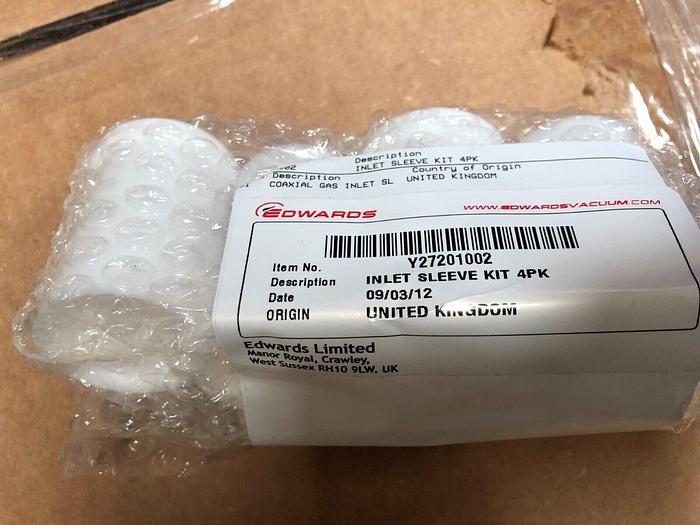 Description
002 INLET SLEEVE KIT 4PK
Description Country of Origin
COAXIAL GAS INLET SL UNITED KINGDOM
EDWARDS
WWW.EDWARDSVACUUM.COM
Item No. Y27201002
Description INLET SLEEVE KIT 4PK
Date 09/03/12
ORIGIN UNITED KINGDOM
Edwards Limited
Manor Royal, Crawley,
West Sussex RH10 9LW. UK